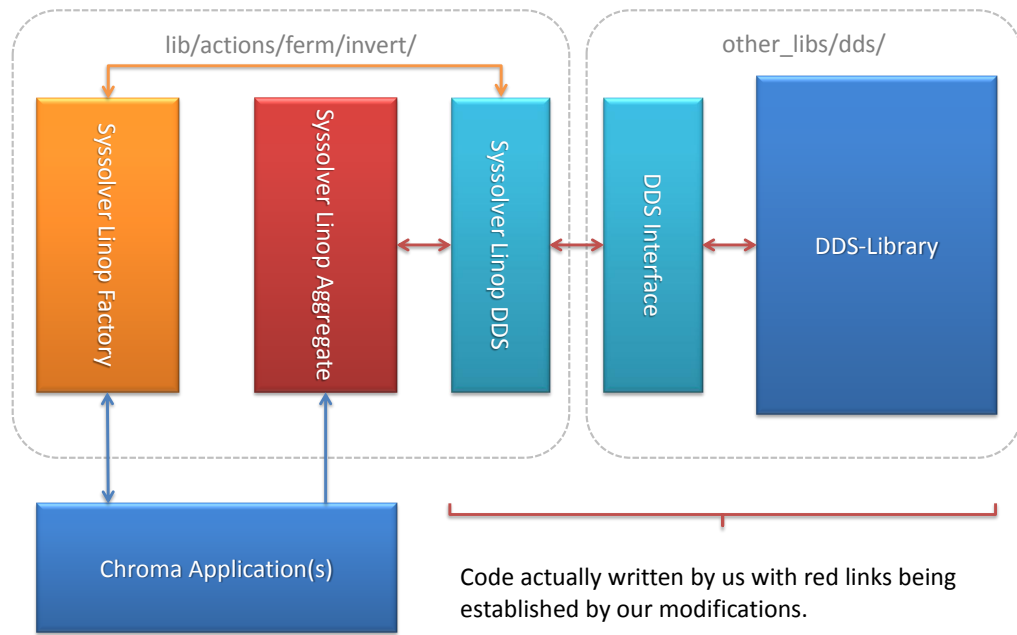 lib/actions/ferm/invert/
other_libs/dds/
Syssolver Linop Factory
Syssolver Linop Aggregate
Syssolver Linop DDS
DDS Interface
DDS-Library
Chroma Application(s)
Code actually written by us with red links being
established by our modifications.